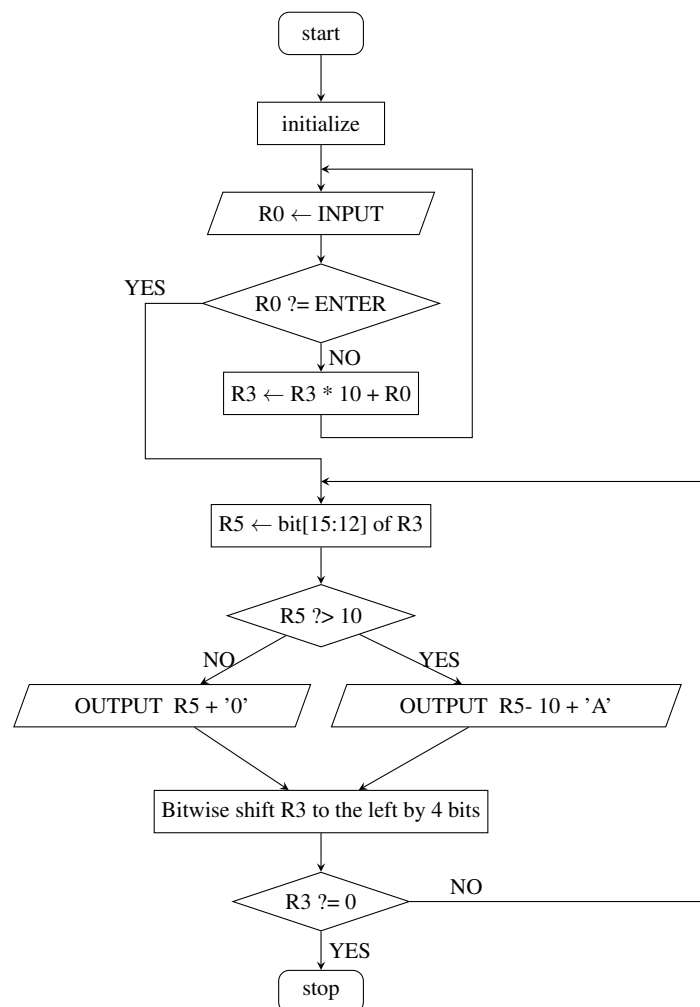 start
initialize
R0 ← INPUT
YES
R0 ?= ENTER
NO
R3 ← R3 * 10 + R0
R5 ← bit[15:12] of R3
R5 ?> 10
NO
YES
OUTPUT R5 + '0'
OUTPUT R5- 10 + 'A'
Bitwise shift R3 to the left by 4 bits
R3 ?= 0
NO
YES
stop